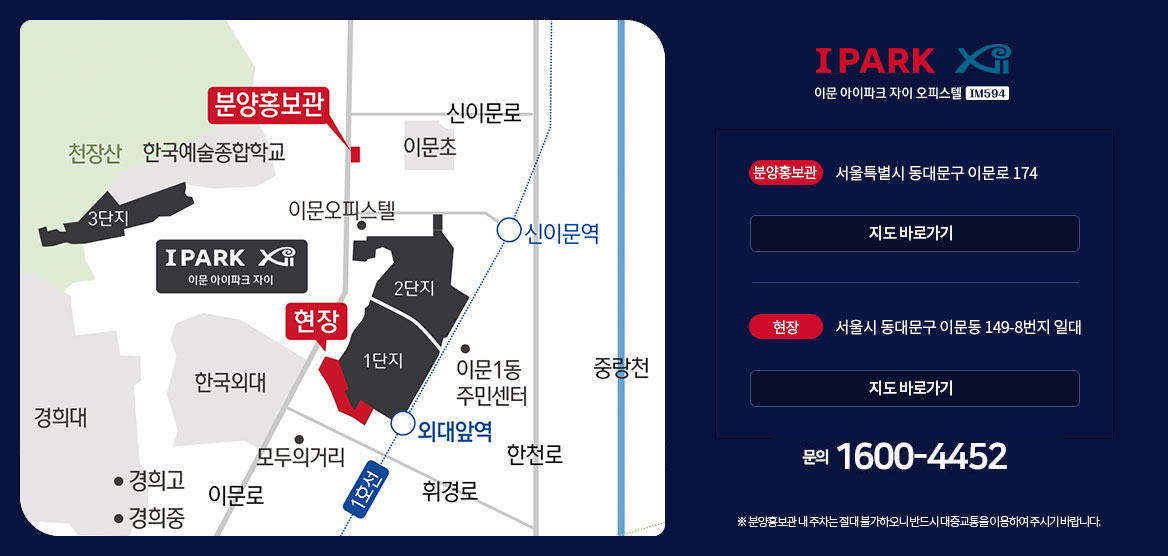 분양홍보관
신이문로
천장산
한국예술종합학교
이문초
3단지
이문오피스텔
신이문역
I PARK Xi
이문 아이파크 자이
2단지
현장
1단지
이문1동
주민센터
중랑천
한국외대
경희대
외대앞역
모두의거리
한천로
경희고
이문로
1호선
휘경로
경희중
I PARK Xi
이문 아이파크 자이 오피스텔 IM594
분양홍보관 서울특별시 동대문구 이문로 174
지도 바로가기
현장 서울시 동대문구 이문동 149-8번지 일대
지도 바로가기
문의 1600-4452
※ 분양홍보관 내 주차는 절대 불가하오니 반드시 대중교통을 이용하여 주시기 바랍니다.